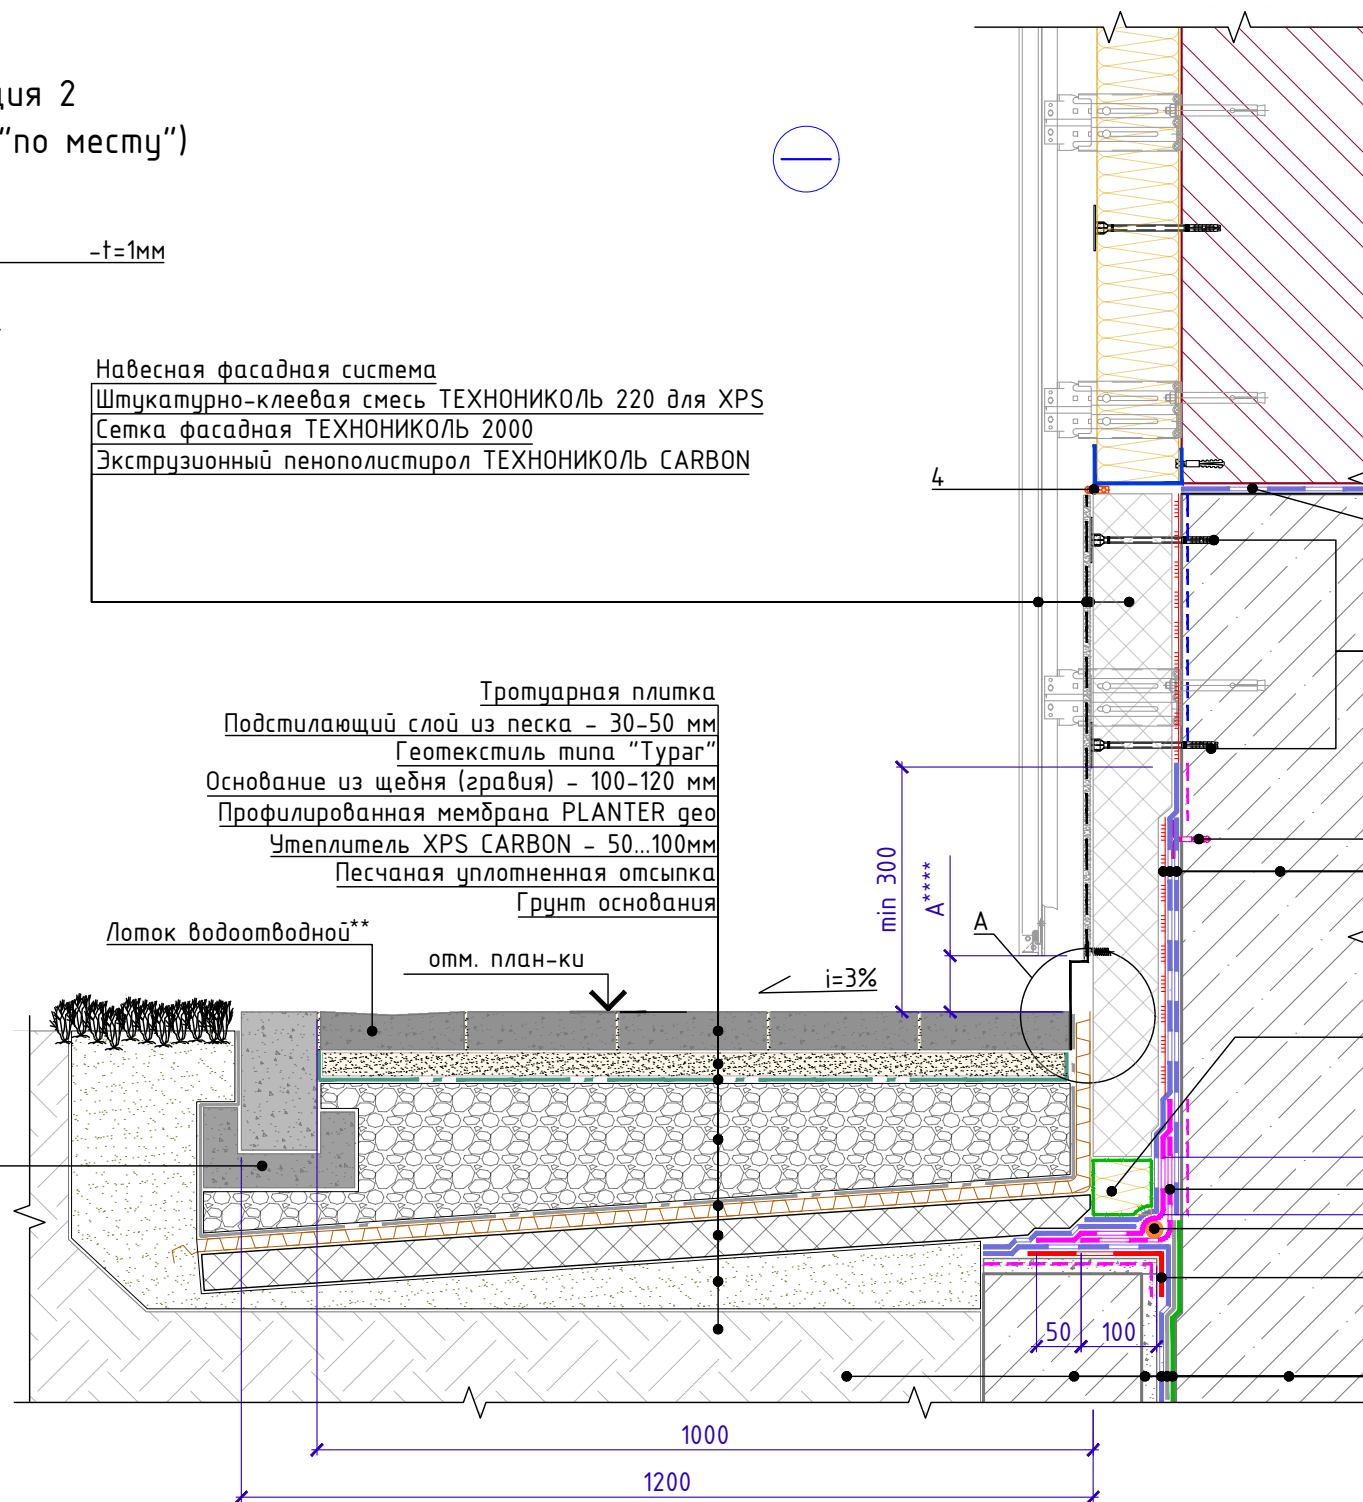 ция 2
"по месту")
-t=1мм
Навесная фасадная система
Штукатурно-клеевая смесь ТЕХНОНИКОЛЬ 220 для XPS
Сетка фасадная ТЕХНОНИКОЛЬ 2000
Экструзионный пенополистирол ТЕХНОНИКОЛЬ CARBON
4
Тротуарная плитка
Подстилающий слой из песка - 30-50 мм
Геотекстиль типа "Typar"
Основание из щебня (гравия) - 100-120 мм
Профилированная мембрана PLANTER geo
Утеплитель XPS CARBON - 50...100мм
Песчаная уплотненная отсыпка
Грунт основания
Лоток водоотводной**
отм. план-ки
i=3%
min 300
A****
A
50
100
1000
1200